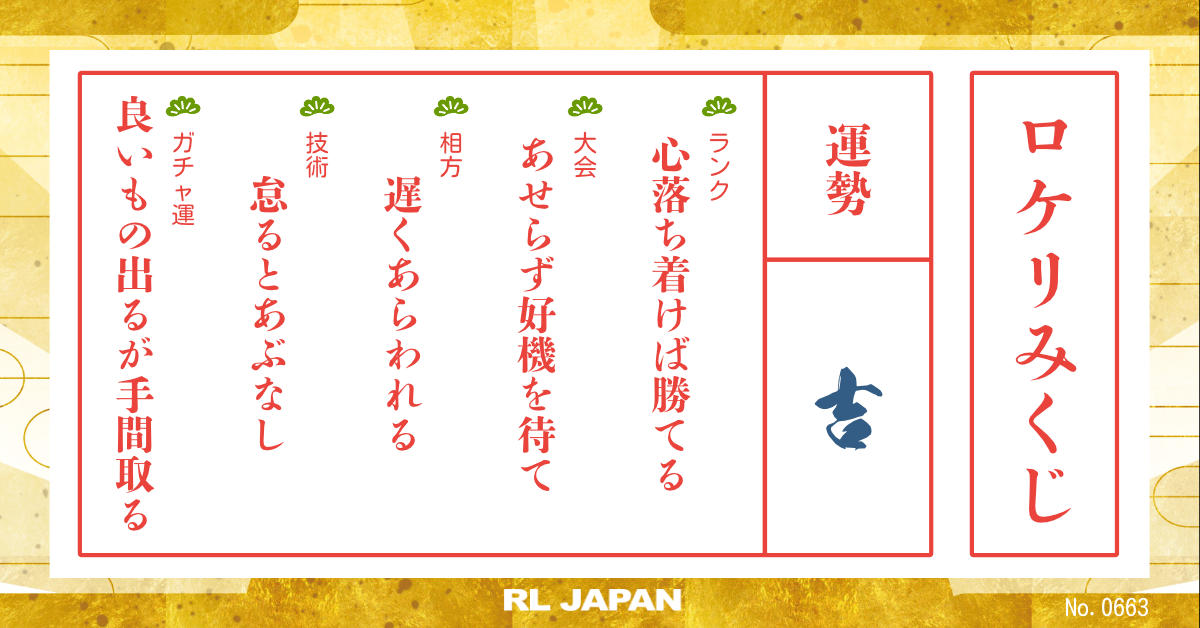 ロケリみくじ
運勢
吉
ランク
心落ち着けば勝てる
大会
あせらず好機を待て
相方
遅くあらわれる
技術
怠るとあぶなし
ガチャ運
良いもの出るが手間取る
RL JAPAN
No. 0663